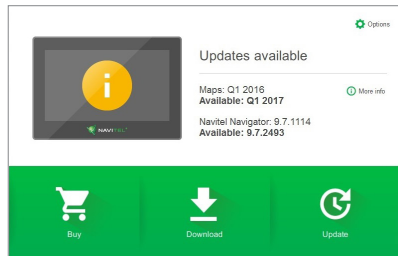 Options
Updates available
Maps: Q1 2016
Available: Q1 2017
More info
Navitel Navigator: 9.7.1114
Available: 9.7.2493
NAVITEL
Buy
Download
Update